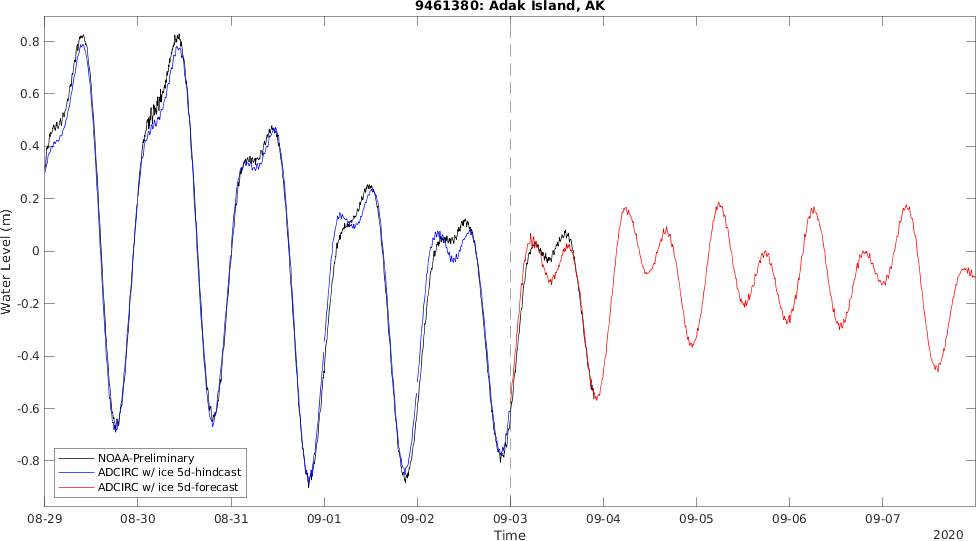 9461380: Adak Island, AK
Water Level (m)
0.8
0.6
0.4
0.2
0
-0.2
-0.4
-0.6
-0.8
NOAA-Preliminary
ADCIRC w/ ice 5d-hindcast
ADCIRC w/ ice 5d-forecast
08-29 08-30 08-31 09-01 09-02 09-03 09-04 09-05 09-06 09-07
Time
2020